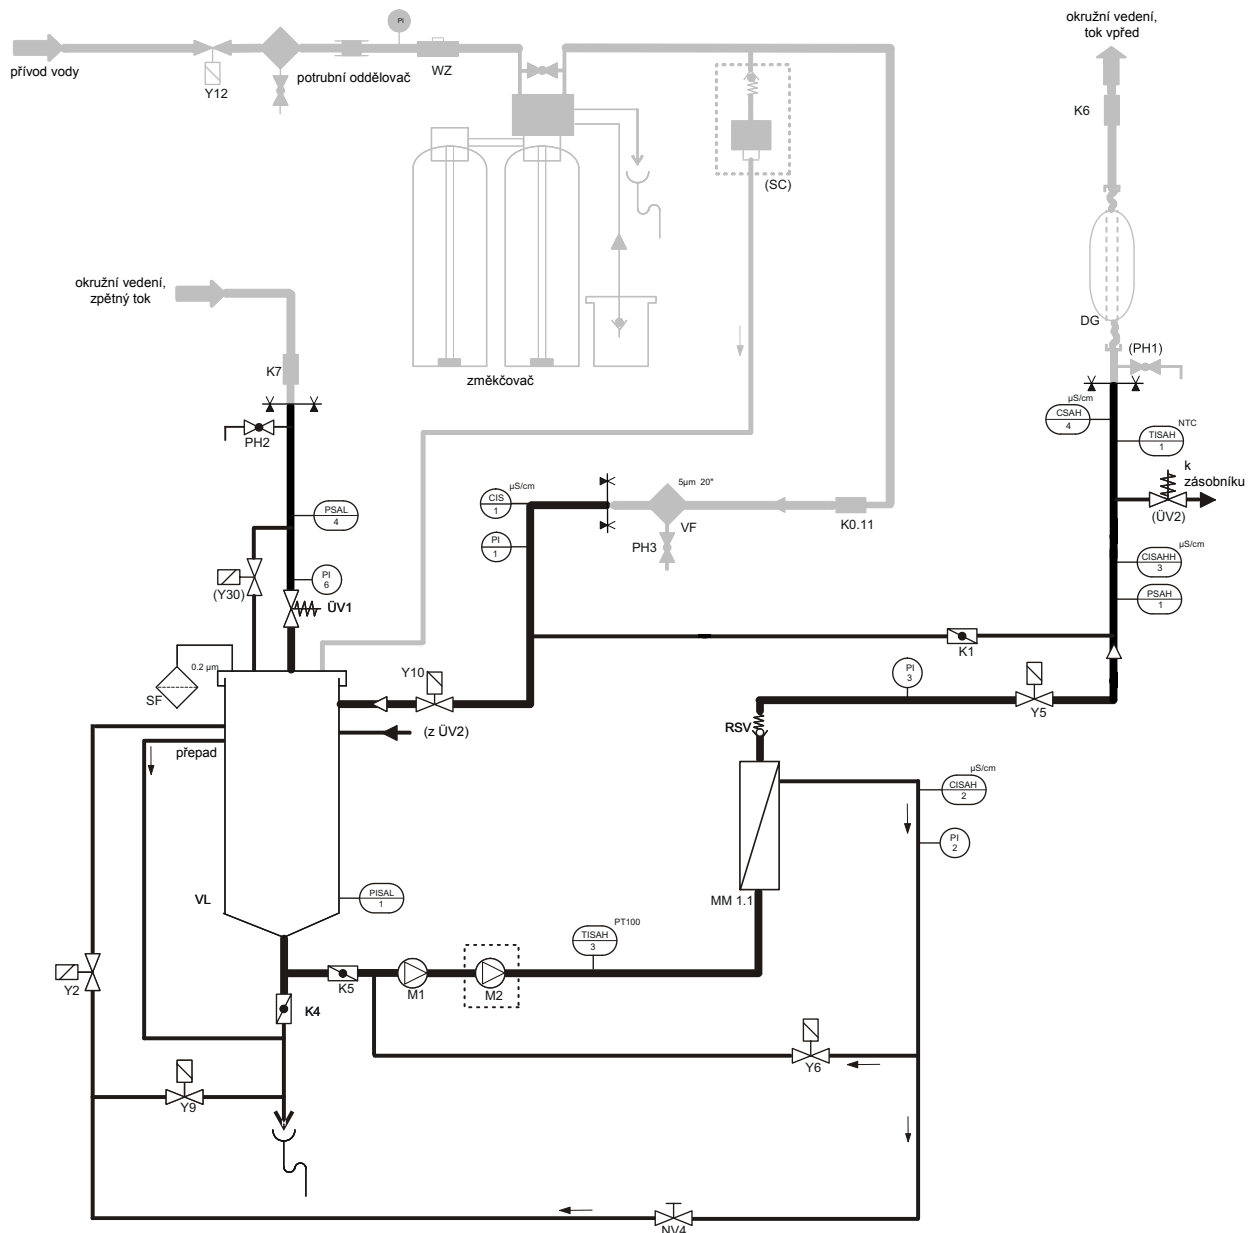 okružní vedení,
tok vpřed
PI
přívod vody
Y12
potrubní oddělovač
WZ
K6
(SC)
okružní vedení,
zpětný tok
DG
(PH1)
K7
změkčovač
PH2
µS/cm
CSAH
4
NTC
TISAH
1
k
zásobníku
(ÜV2)
PSAL
4
CIS
1
µS/cm
5µm 20"
VF
K0.11
PI
1
PH3
µS/cm
CISAHH
3
PSAH
1
(Y30)
PI
6
ÜV1
K1
0.2 µm
SF
Y10
PI
3
Y5
(z ÜV2)
RSV
přepad
µS/cm
CISAH
2
PI
2
VL
PISAL
1
MM 1.1
PT100
TISAH
3
Y2
K5
M1
M2
K4
Y6
Y9
NV4